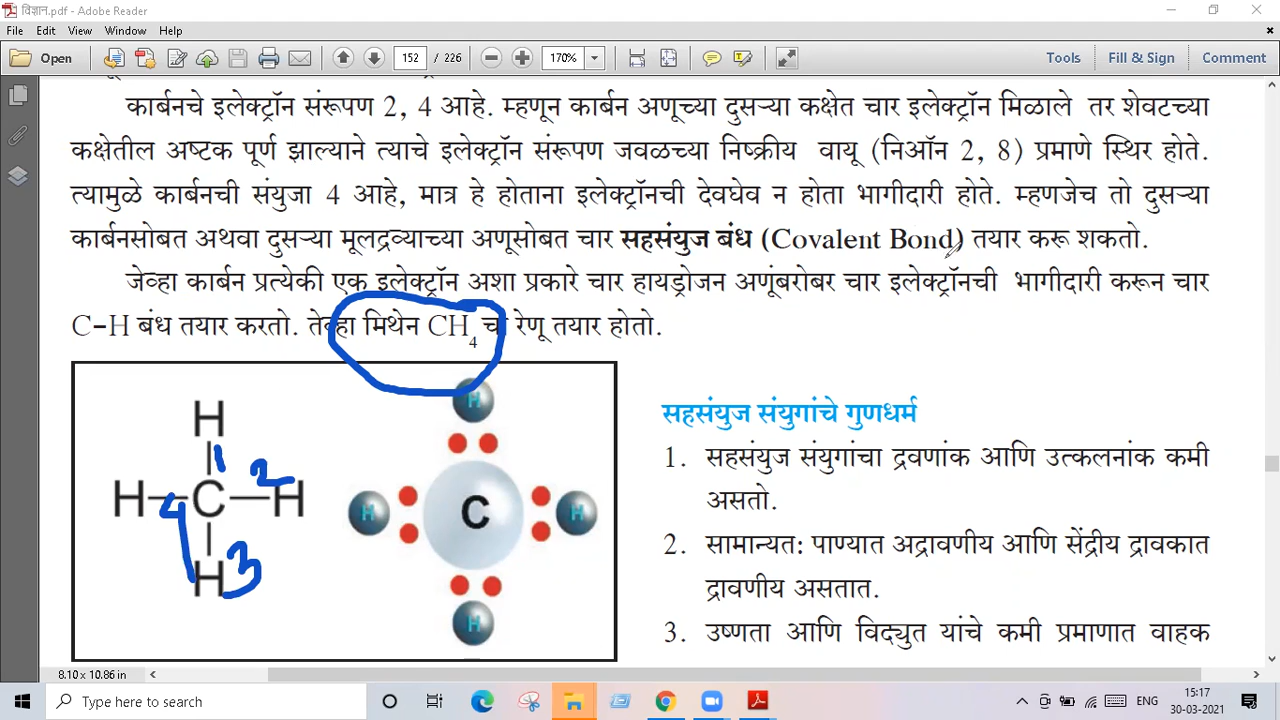 विज्ञान.pdf - Adobe Reader
File Edit View Window Help
Open 152 / 226 170% Tools Fill & Sign Comment
कार्बनचे इलेक्ट्रॉन संरूपण 2, 4 आहे. म्हणून कार्बन अणूच्या दुसऱ्या कक्षेत चार इलेक्ट्रॉन मिळाले तर शेवटच्या
कक्षेतील अष्टक पूर्ण झाल्याने त्याचे इलेक्ट्रॉन संरूपण जवळच्या निष्क्रीय वायू (निऑन 2, 8) प्रमाणे स्थिर होते.
त्यामुळे कार्बनची संयुजा 4 आहे, मात्र हे होताना इलेक्ट्रॉनची देवघेव न होता भागीदारी होते. म्हणजेच तो दुसऱ्या
कार्बनसोबत अथवा दुसऱ्या मूलद्रव्याच्या अणूसोबत चार सहसंयुज बंध (Covalent Bond) तयार करू शकतो.
जेव्हा कार्बन प्रत्येकी एक इलेक्ट्रॉन अशा प्रकारे चार हायड्रोजन अणूंबरोबर चार इलेक्ट्रॉनची भागीदारी करून चार
C-H बंध तयार करतो. तेव्हा मिथेन CH₄ चा रेणू तयार होतो.
H
1
2
H C H
4
3
H
H
H C H
H
सहसंयुज संयुगांचे गुणधर्म
1. सहसंयुज संयुगांचा द्रवणांक आणि उत्कलनांक कमी
असतो.
2. सामान्यत: पाण्यात अद्रावणीय आणि सेंद्रीय द्रावकात
द्रावणीय असतात.
3. उष्णता आणि विद्युत यांचे कमी प्रमाणात वाहक
8.10 x 10.86 in
Type here to search
ENG 15:17
30-03-2021